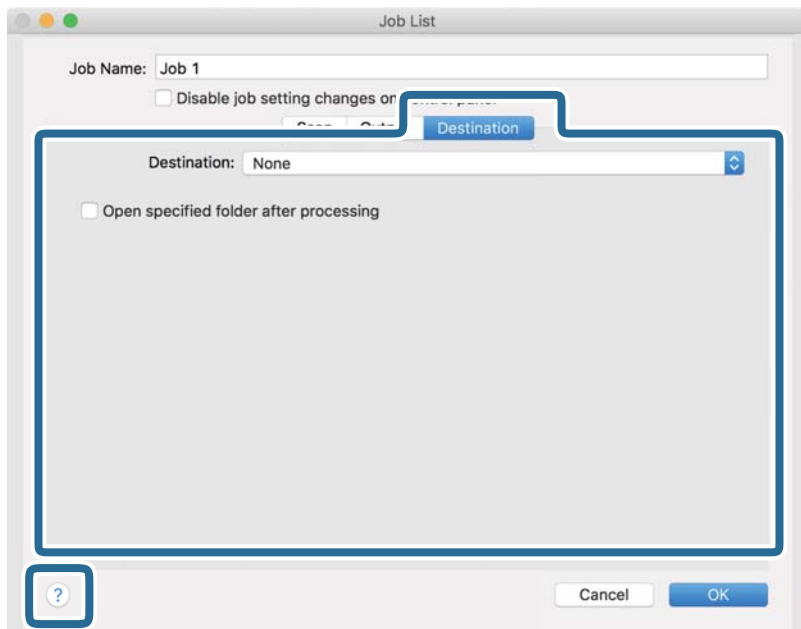 Job List
Job Name: Job 1
Disable job setting changes on
Destination
Destination: None
Open specified folder after processing
?
Cancel OK